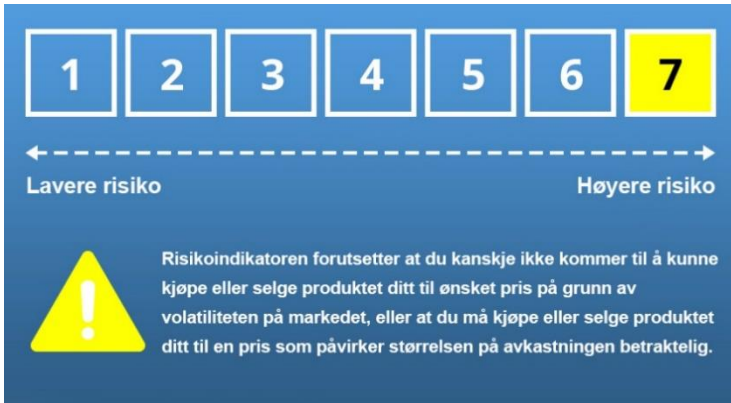 1 2 3 4 5 6 7
Lavere risiko Høyere risiko
Risikoindikatoren forutsetter at du kanskje ikke kommer til å kunne
kjøpe eller selge produktet ditt til ønsket pris på grunn av
volatiliteten på markedet, eller at du må kjøpe eller selge produktet
ditt til en pris som påvirker størrelsen på avkastningen betraktelig.